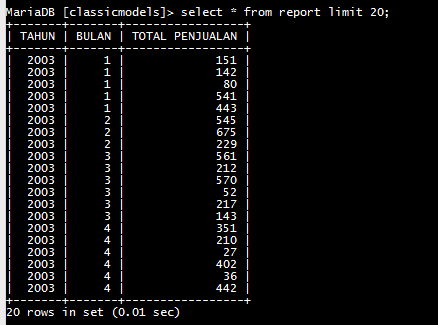 MariaDB [classicmodels]> select * from report limit 20;
+-------+-------+-----------------+
| TAHUN | BULAN | TOTAL PENJUALAN |
+-------+-------+-----------------+
|  2003 |     1 |             151 |
|  2003 |     1 |             142 |
|  2003 |     1 |              80 |
|  2003 |     1 |             541 |
|  2003 |     1 |             443 |
|  2003 |     2 |             545 |
|  2003 |     2 |             675 |
|  2003 |     2 |             229 |
|  2003 |     3 |             561 |
|  2003 |     3 |             212 |
|  2003 |     3 |             570 |
|  2003 |     3 |              52 |
|  2003 |     3 |             217 |
|  2003 |     3 |             143 |
|  2003 |     4 |             351 |
|  2003 |     4 |             210 |
|  2003 |     4 |              27 |
|  2003 |     4 |             402 |
|  2003 |     4 |              36 |
|  2003 |     4 |             442 |
+-------+-------+-----------------+
20 rows in set (0.01 sec)